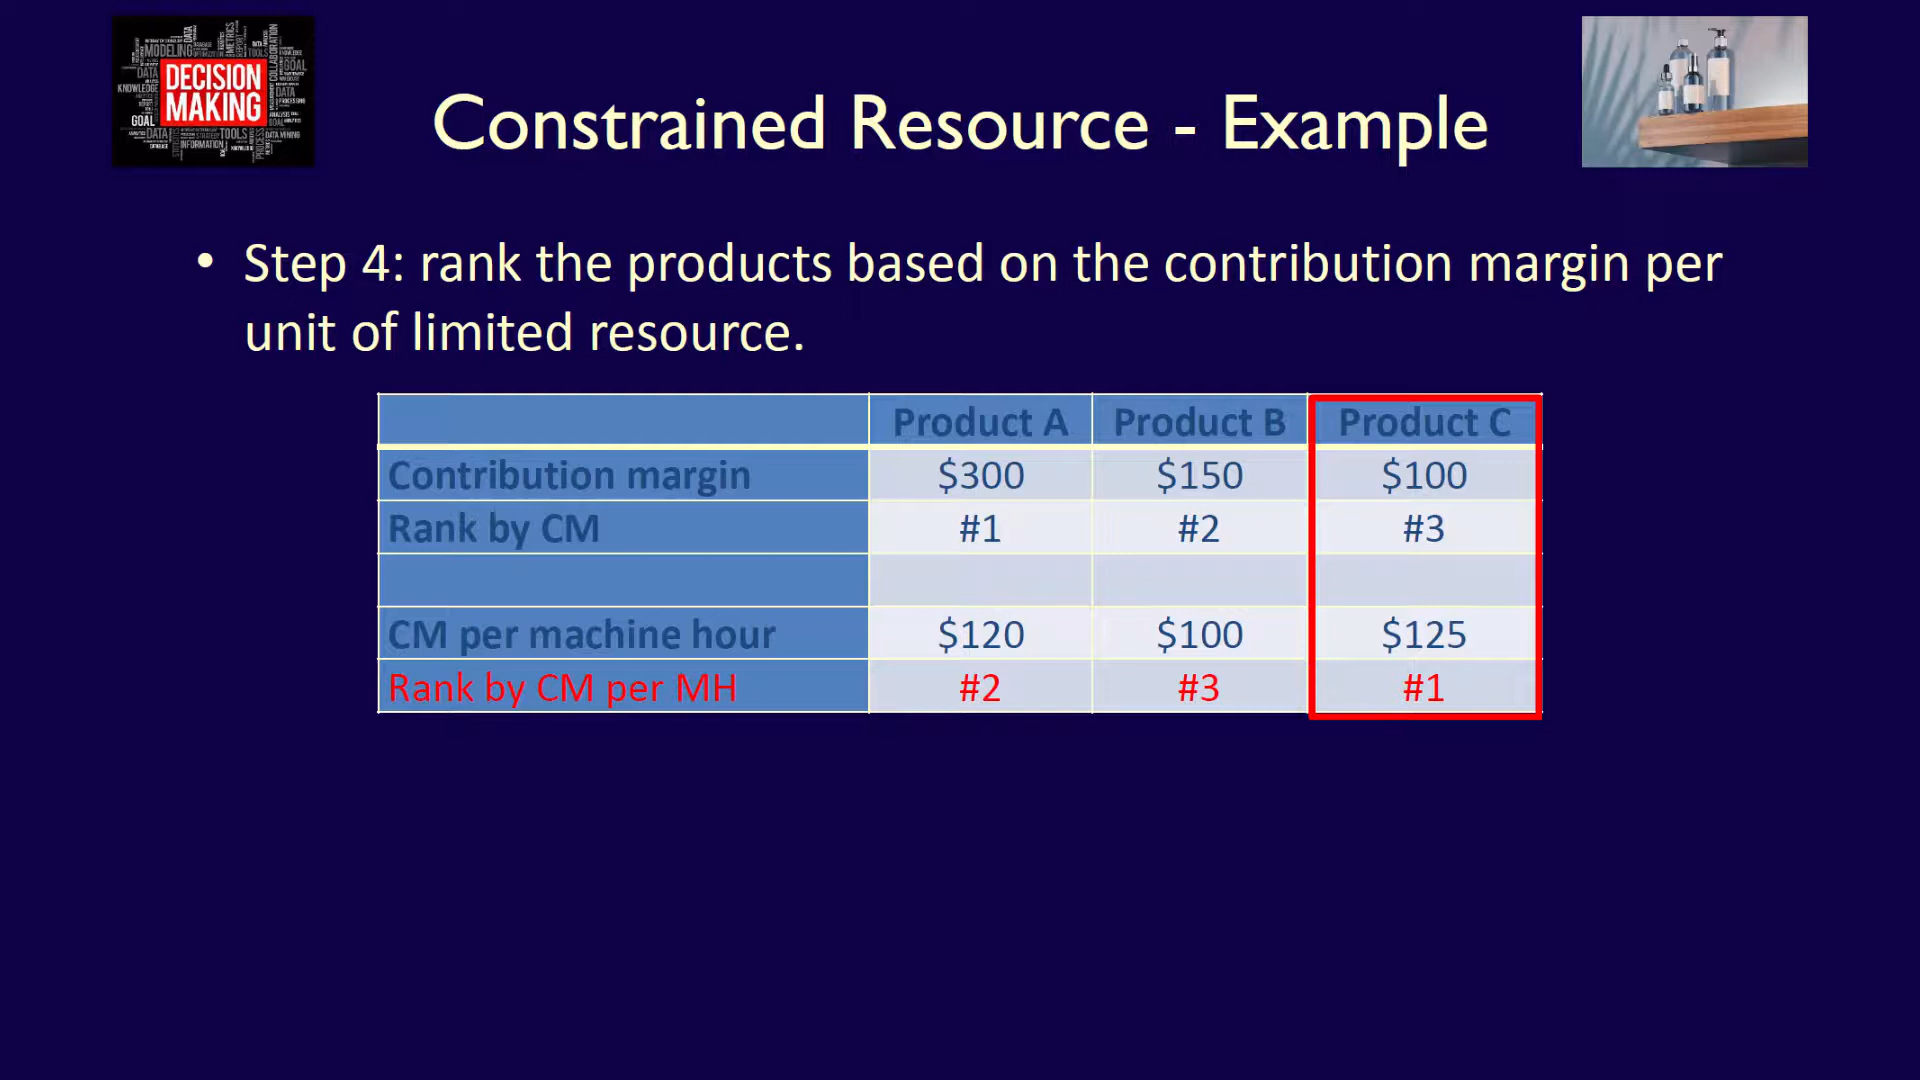 DECISION
MAKING
Constrained Resource - Example
• Step 4: rank the products based on the contribution margin per
unit of limited resource.
Product A Product B Product C
Contribution margin $300 $150 $100
Rank by CM #1 #2 #3
CM per machine hour $120 $100 $125
Rank by CM per MH #2 #3 #1